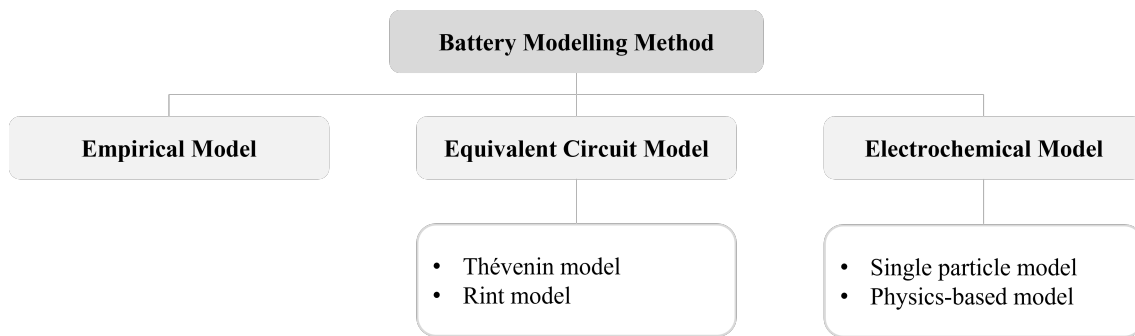 Battery Modelling Method
Empirical Model
Equivalent Circuit Model
Electrochemical Model
• Thévenin model
• Rint model
• Single particle model
• Physics-based model